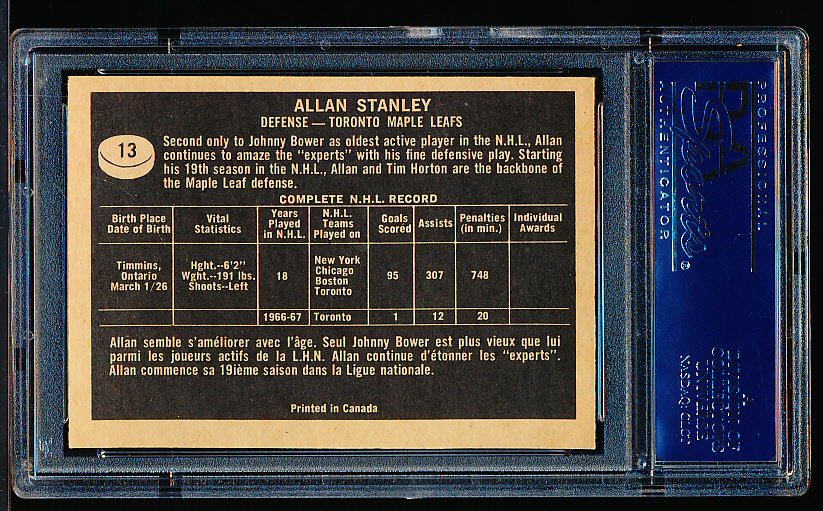 ALLAN STANLEY
DEFENSE — TORONTO MAPLE LEAFS
13
Second only to Johnny Bower as oldest active player in the N.H.L., Allan
continues to amaze the "experts" with his fine defensive play. Starting
his 19th season in the N.H.L., Allan and Tim Horton are the backbone of
the Maple Leaf defense.
COMPLETE N.H.L. RECORD
Birth Place Date of Birth | Vital Statistics | Years Played in N.H.L. | N.H.L. Teams Played on | Goals Scored | Assists | Penalties (in min.) | Individual Awards
Timmins, Ontario March 1/26 | Hght.--6'2" Wght.--191 lbs. Shoots--Left | 18 | New York Chicago Boston Toronto | 95 | 307 | 748
1966-67 | Toronto | 1 | 12 | 20
Allan semble s'améliorer avec l'âge. Seul Johnny Bower est plus vieux que lui
parmi les joueurs actifs de la L.H.N. Allan continue d'étonner les "experts".
Allan commence sa 19ième saison dans la Ligue nationale.
Printed in Canada
PROFESSIONAL
PSA
Sports®
AUTHENTICATOR